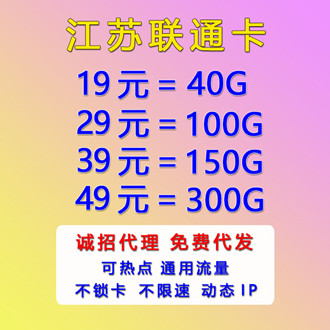 江苏联通卡
19元=40G
29元=100G
39元=150G
49元=300G
诚招代理 免费代发
可热点 通用流量
不锁卡 不限速 动态IP